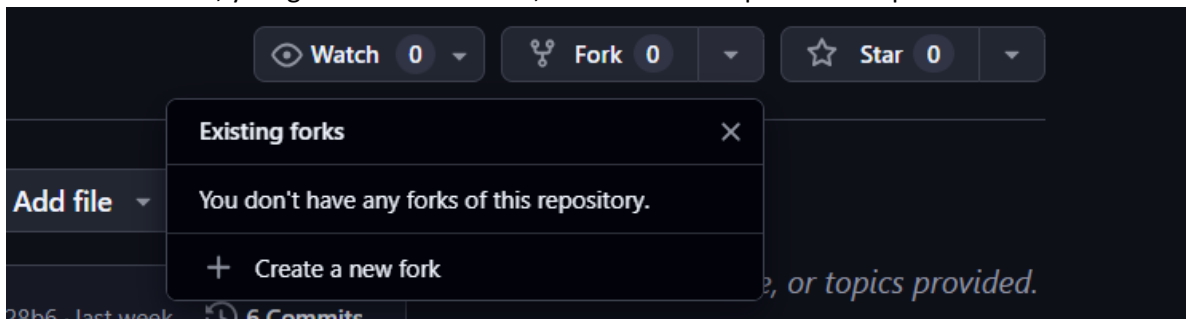 Watch 0 Fork 0 Star 0
Existing forks
Add file You don't have any forks of this repository.
Create a new fork
, or topics provided.
28b6 · last week 6 Commits